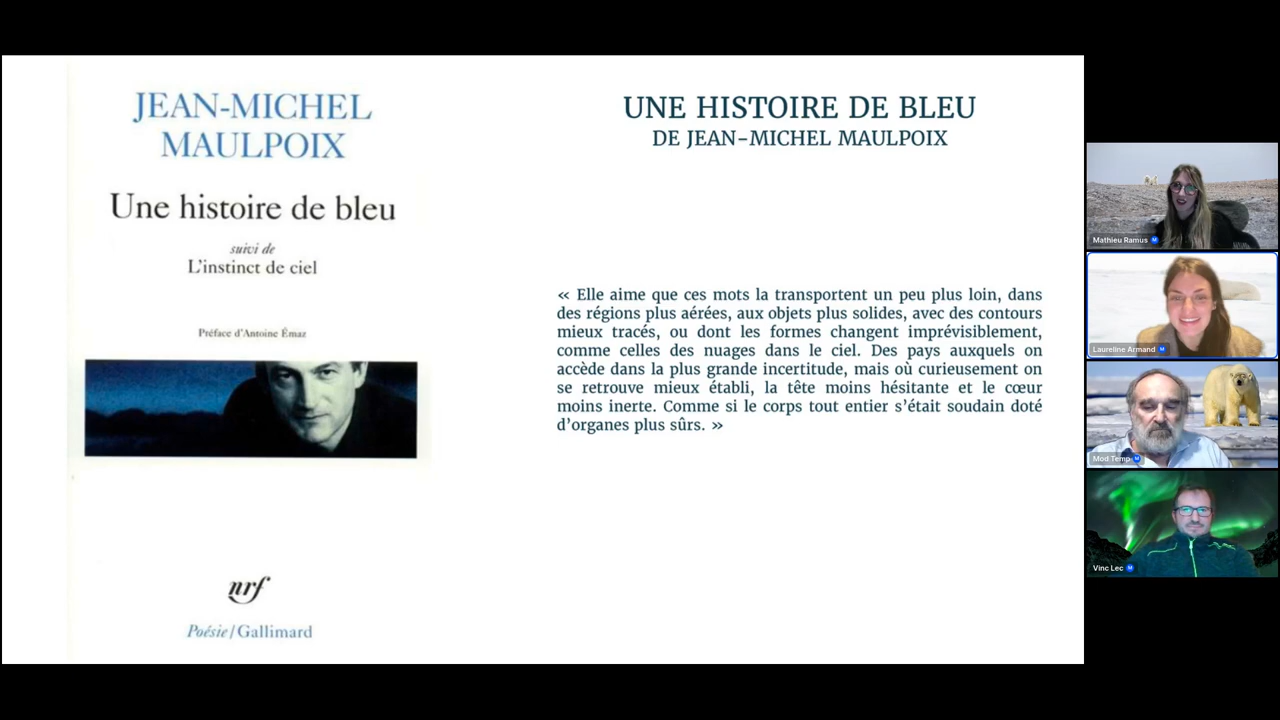 JEAN-MICHEL
MAULPOIX
Une histoire de bleu
suivi de
L'instinct de ciel
Préface d'Antoine Émaz
nrf
Poésie/Gallimard
UNE HISTOIRE DE BLEU
DE JEAN-MICHEL MAULPOIX
« Elle aime que ces mots la transportent un peu plus loin, dans
des régions plus aérées, aux objets plus solides, avec des contours
mieux tracés, ou dont les formes changent imprévisiblement,
comme celles des nuages dans le ciel. Des pays auxquels on
accède dans la plus grande incertitude, mais où curieusement on
se retrouve mieux établi, la tête moins hésitante et le cœur
moins inerte. Comme si le corps tout entier s'était soudain doté
d'organes plus sûrs. »
Mathieu Ramus M
Laureline Armand M
Mod Temp M
Vinc Lec M